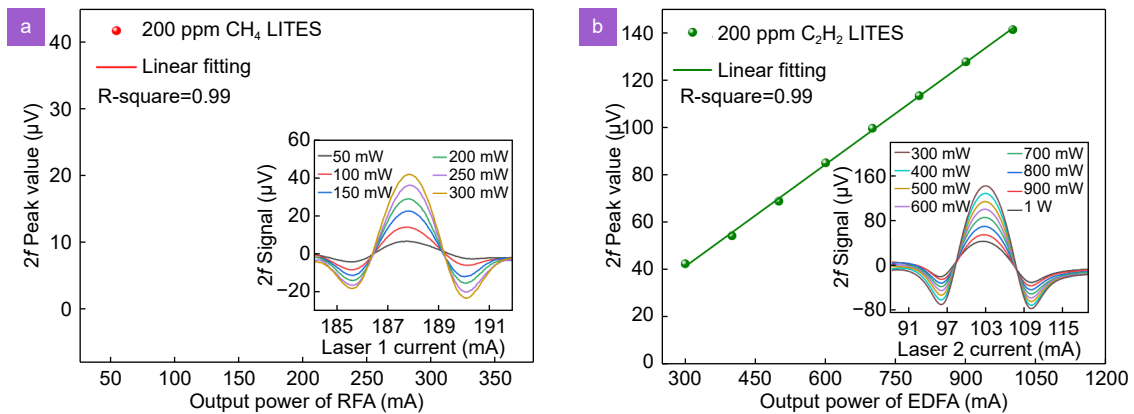 a
200 ppm CH₄ LITES
Linear fitting
R-square=0.99
2f Peak value (μV)
40
30
20
10
0
50 100 150 200 250 300 350
Output power of RFA (mA)
2f Signal (μV)
60
40
20
0
−20
50 mW 200 mW
100 mW 250 mW
150 mW 300 mW
185 187 189 191
Laser 1 current (mA)
b
200 ppm C₂H₂ LITES
Linear fitting
R-square=0.99
2f Peak value (μV)
140
120
100
80
60
40
20
0
300 450 600 750 900 1050 1200
Output power of EDFA (mA)
2f Signal (μV)
160
80
0
−80
300 mW 700 mW
400 mW 800 mW
500 mW 900 mW
600 mW 1 W
91 97 103 109 115
Laser 2 current (mA)